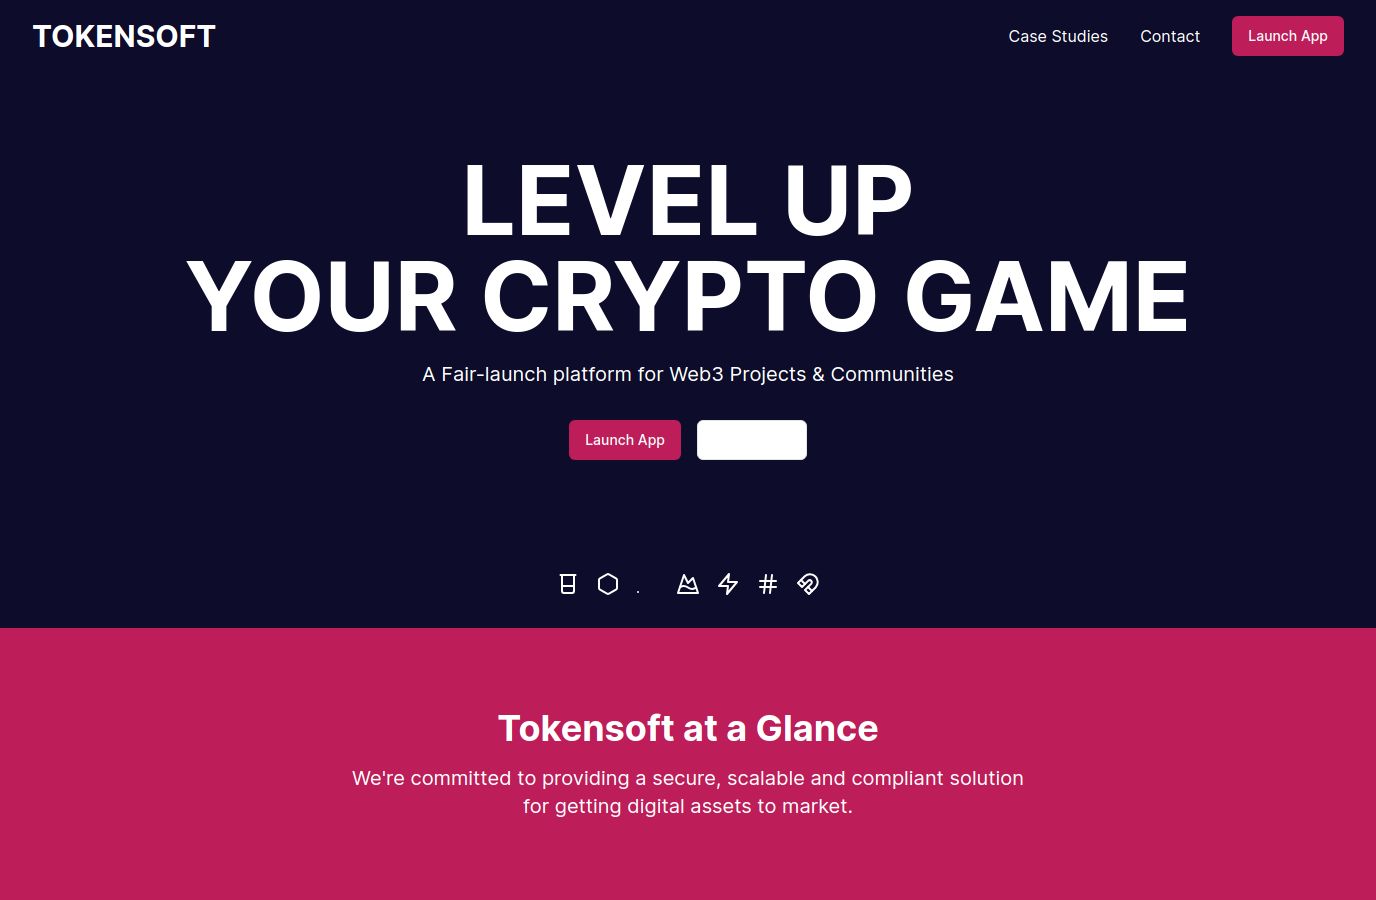 TOKENSOFT
Case Studies
Contact
Launch App
LEVEL UP
YOUR CRYPTO GAME
A Fair-launch platform for Web3 Projects & Communities
Launch App
Tokensoft at a Glance
We're committed to providing a secure, scalable and compliant solution
for getting digital assets to market.